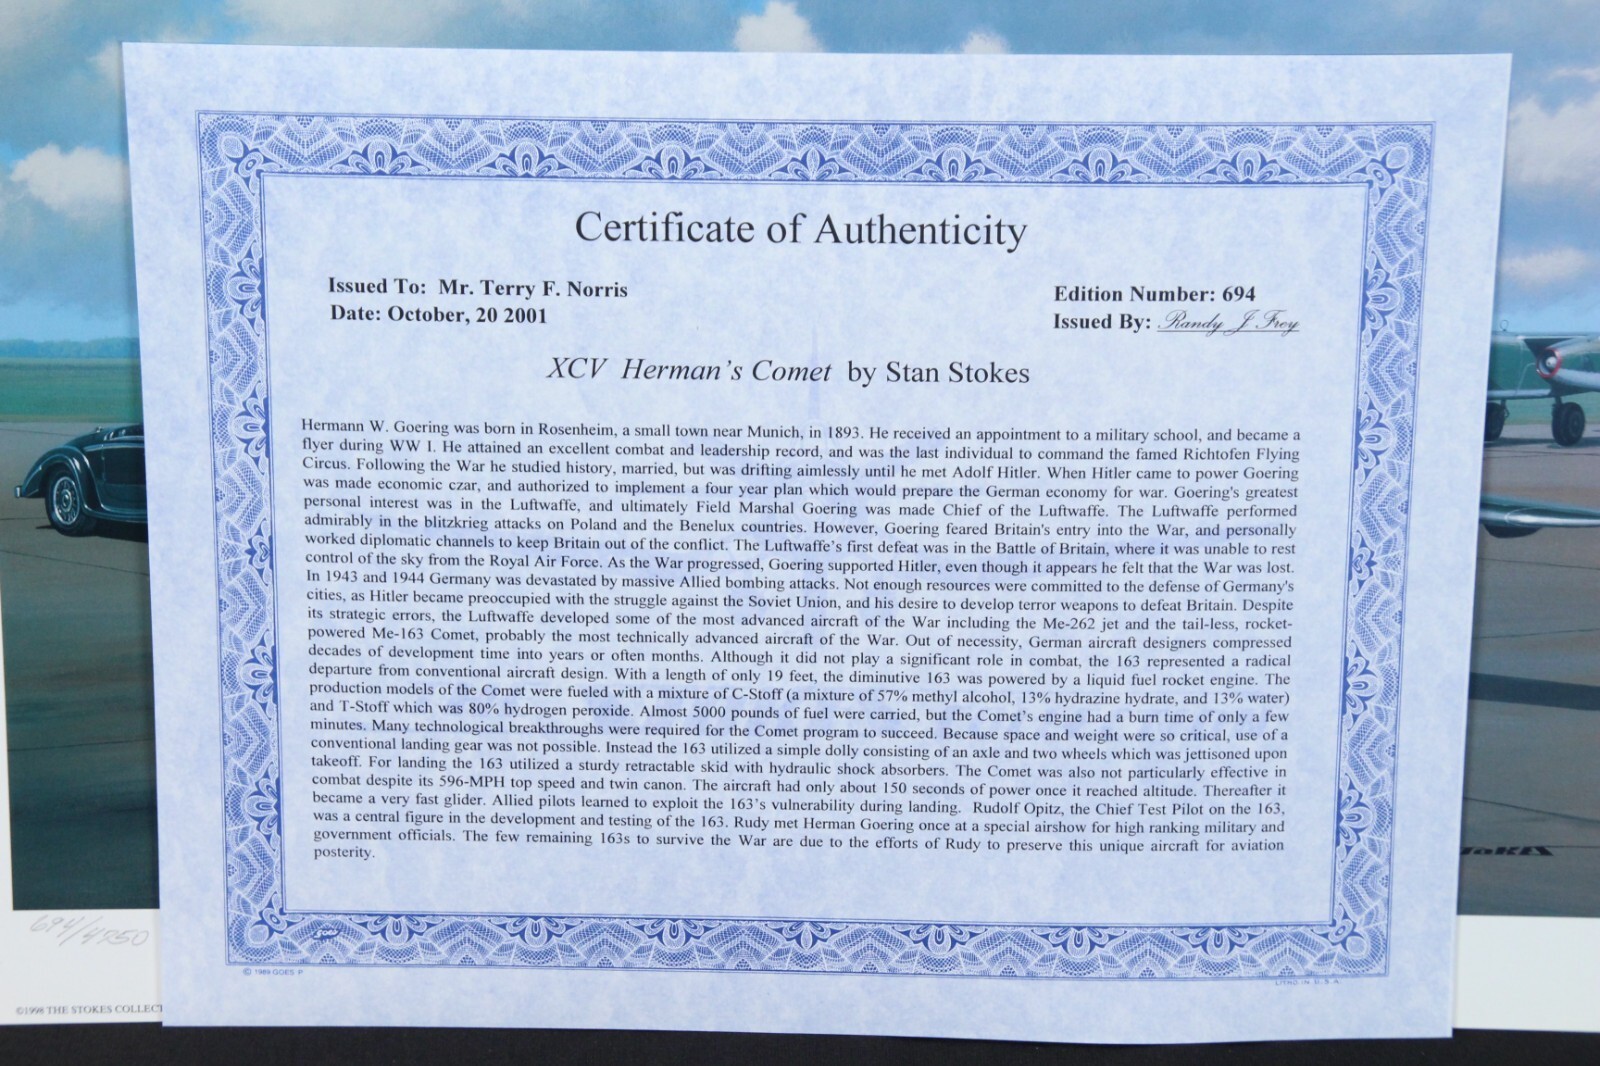 Certificate of Authenticity
Issued To: Mr. Terry F. Norris
Date: October, 20 2001
Edition Number: 694
Issued By: Randy J Frey
XCV Herman's Comet by Stan Stokes
Hermann W. Goering was born in Rosenheim, a small town near Munich, in 1893. He received an appointment to a military school, and became a
flyer during WW I. He attained an excellent combat and leadership record, and was the last individual to command the famed Richtofen Flying
Circus. Following the War he studied history, married, but was drifting aimlessly until he met Adolf Hitler. When Hitler came to power Goering
was made economic czar, and authorized to implement a four year plan which would prepare the German economy for war. Goering's greatest
personal interest was in the Luftwaffe, and ultimately Field Marshal Goering was made Chief of the Luftwaffe. The Luftwaffe performed
admirably in the blitzkrieg attacks on Poland and the Benelux countries. However, Goering feared Britain's entry into the War, and personally
worked diplomatic channels to keep Britain out of the conflict. The Luftwaffe's first defeat was in the Battle of Britain, where it was unable to rest
control of the sky from the Royal Air Force. As the War progressed, Goering supported Hitler, even though it appears he felt that the War was lost.
In 1943 and 1944 Germany was devastated by massive Allied bombing attacks. Not enough resources were committed to the defense of Germany's
cities, as Hitler became preoccupied with the struggle against the Soviet Union, and his desire to develop terror weapons to defeat Britain. Despite
its strategic errors, the Luftwaffe developed some of the most advanced aircraft of the War including the Me-262 jet and the tail-less, rocket-
powered Me-163 Comet, probably the most technically advanced aircraft of the War. Out of necessity, German aircraft designers compressed
decades of development time into years or often months. Although it did not play a significant role in combat, the 163 represented a radical
departure from conventional aircraft design. With a length of only 19 feet, the diminutive 163 was powered by a liquid fuel rocket engine. The
production models of the Comet were fueled with a mixture of C-Stoff (a mixture of 57% methyl alcohol, 13% hydrazine hydrate, and 13% water)
and T-Stoff which was 80% hydrogen peroxide. Almost 5000 pounds of fuel were carried, but the Comet's engine had a burn time of only a few
minutes. Many technological breakthroughs were required for the Comet program to succeed. Because space and weight were so critical, use of a
conventional landing gear was not possible. Instead the 163 utilized a simple dolly consisting of an axle and two wheels which was jettisoned upon
takeoff. For landing the 163 utilized a sturdy retractable skid with hydraulic shock absorbers. The Comet was also not particularly effective in
combat despite its 596-MPH top speed and twin canon. The aircraft had only about 150 seconds of power once it reached altitude. Thereafter it
became a very fast glider. Allied pilots learned to exploit the 163's vulnerability during landing. Rudolf Opitz, the Chief Test Pilot on the 163,
was a central figure in the development and testing of the 163. Rudy met Herman Goering once at a special airshow for high ranking military and
government officials. The few remaining 163s to survive the War are due to the efforts of Rudy to preserve this unique aircraft for aviation
posterity.
694/4750
Goes
© 1989 GOES P
LITHO IN U.S.A.
©1998 THE STOKES COLLECT